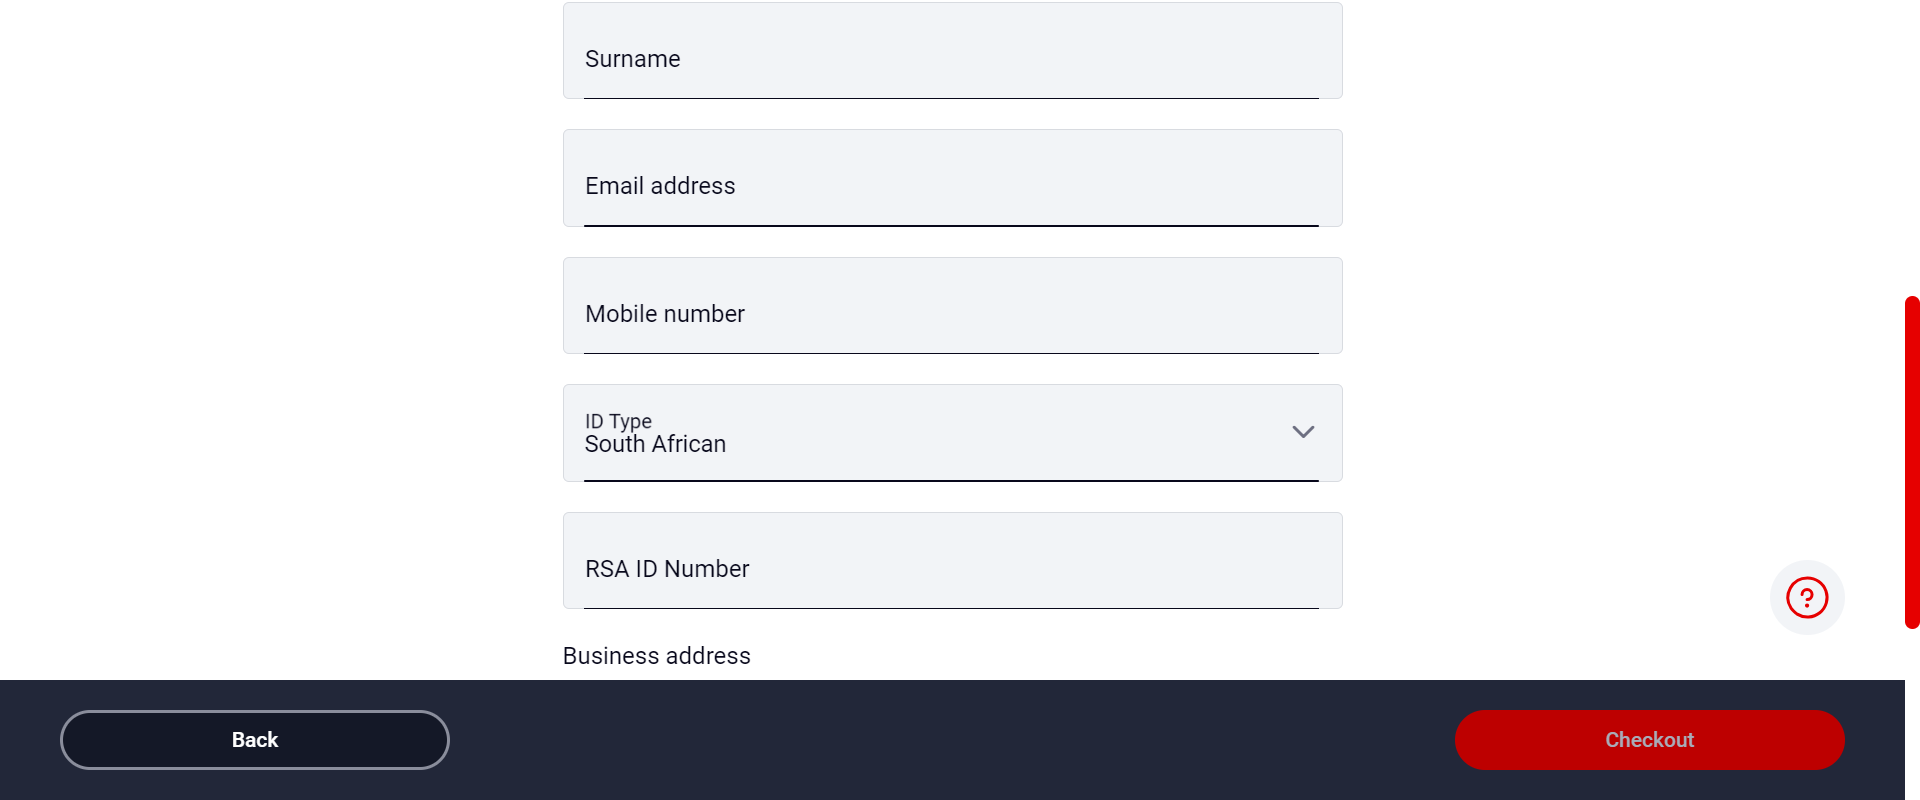 Surname
Email address
Mobile number
ID Type
South African
RSA ID Number
Business address
Back
Checkout